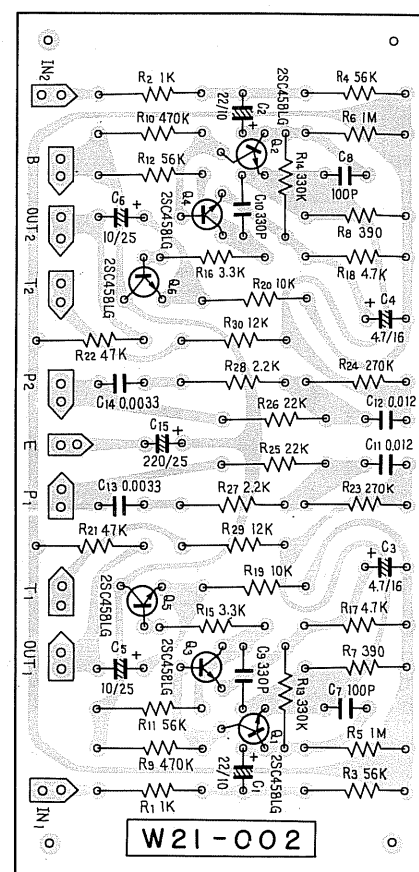 IN2
R2 1K
C2
22/10
2SC458LG
R4 56K
R10 470K
Q2
R6 1M
B
R12 56K
2SC458LG
Q4
R14 330K
C8
100P
OUT2
C6
10/25
C10 330P
R8 390
2SC458LG
Q6
R16 3.3K
R18 4.7K
T2
R20 10K
C4
4.7/16
R22 47K
R30 12K
P2
C14 0.0033
R28 2.2K
R24 270K
R26 22K
C12 0.012
E
C15
220/25
R25 22K
C11 0.012
P1
C13 0.0033
R27 2.2K
R23 270K
R21 47K
R29 12K
C3
4.7/16
T1
2SC458LG
Q5
R19 10K
R15 3.3K
R17 4.7K
OUT1
C5
10/25
2SC458LG
Q3
C9 330P
R13 330K
R7 390
C7 100P
R11 56K
Q1
2SC458LG
R5 1M
R9 470K
22/10
C1
R3 56K
IN1
R1 1K
W21-002